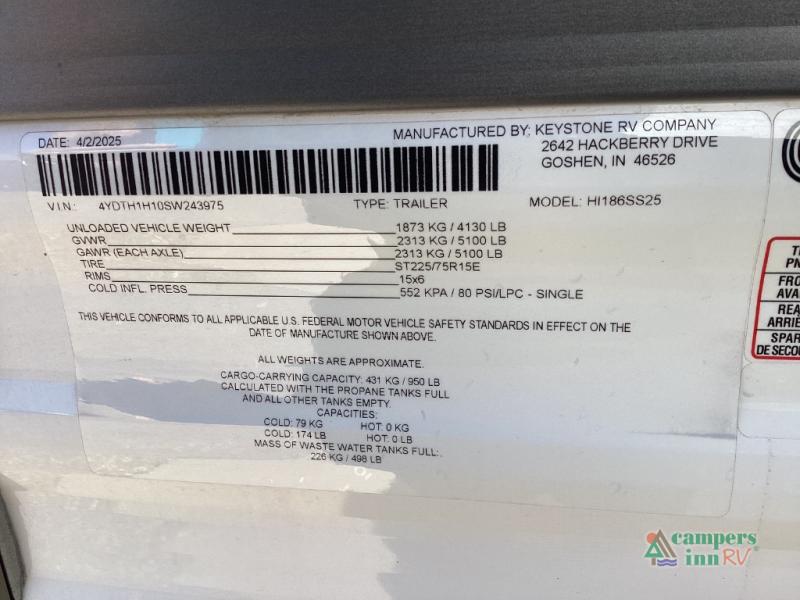 DATE: 4/2/2025
MANUFACTURED BY: KEYSTONE RV COMPANY
2642 HACKBERRY DRIVE
GOSHEN, IN 46526
V.I.N.: 4YDTH1H10SW243975 TYPE: TRAILER MODEL: HI186SS25
UNLOADED VEHICLE WEIGHT 1873 KG / 4130 LB
GVWR 2313 KG / 5100 LB
GAWR (EACH AXLE) 2313 KG / 5100 LB
TIRE ST225/75R15E
RIMS 15x6
COLD INFL. PRESS 552 KPA / 80 PSI/LPC - SINGLE
THIS VEHICLE CONFORMS TO ALL APPLICABLE U.S. FEDERAL MOTOR VEHICLE SAFETY STANDARDS IN EFFECT ON THE
DATE OF MANUFACTURE SHOWN ABOVE.
ALL WEIGHTS ARE APPROXIMATE.
CARGO-CARRYING CAPACITY: 431 KG / 950 LB
CALCULATED WITH THE PROPANE TANKS FULL
AND ALL OTHER TANKS EMPTY.
CAPACITIES:
COLD: 79 KG HOT: 0 KG
COLD: 174 LB HOT: 0 LB
MASS OF WASTE WATER TANKS FULL:
226 KG / 498 LB
PN
FRO
AVA
REA
ARRIE
SPAR
DE SECOU
campers
inn RV